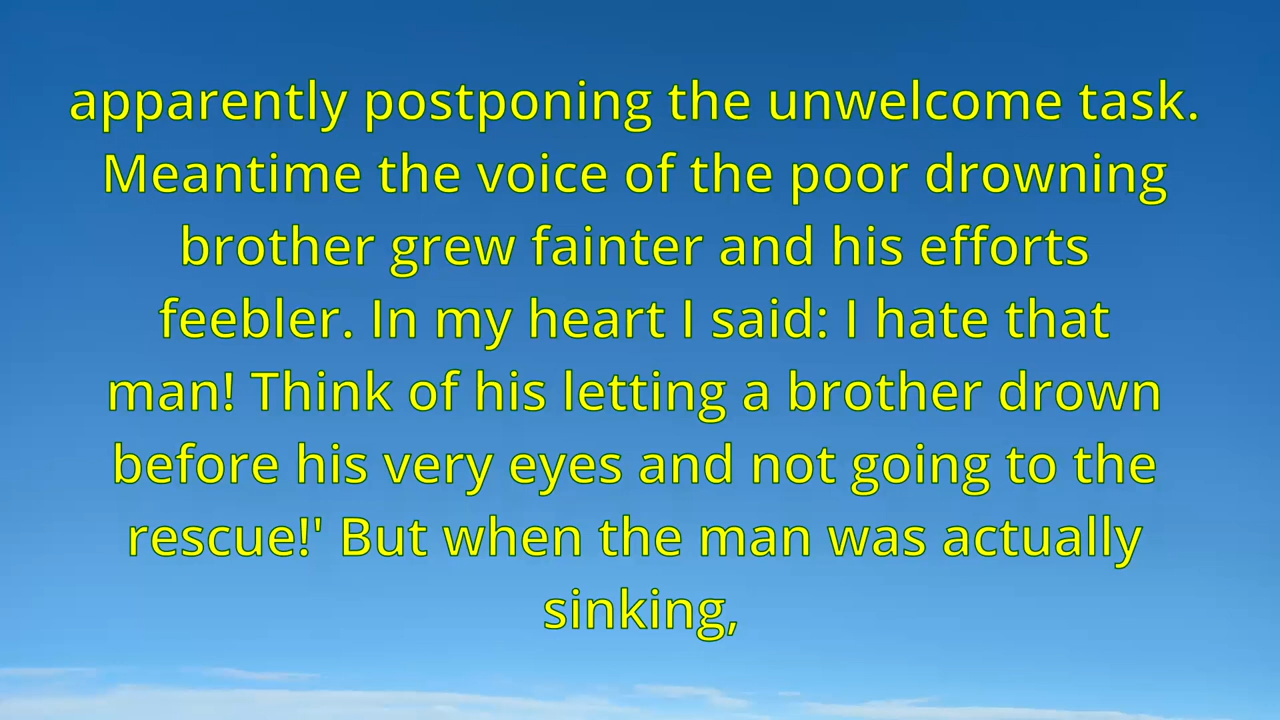 apparently postponing the unwelcome task.
Meantime the voice of the poor drowning
brother grew fainter and his efforts
feebler. In my heart I said: I hate that
man! Think of his letting a brother drown
before his very eyes and not going to the
rescue!' But when the man was actually
sinking,